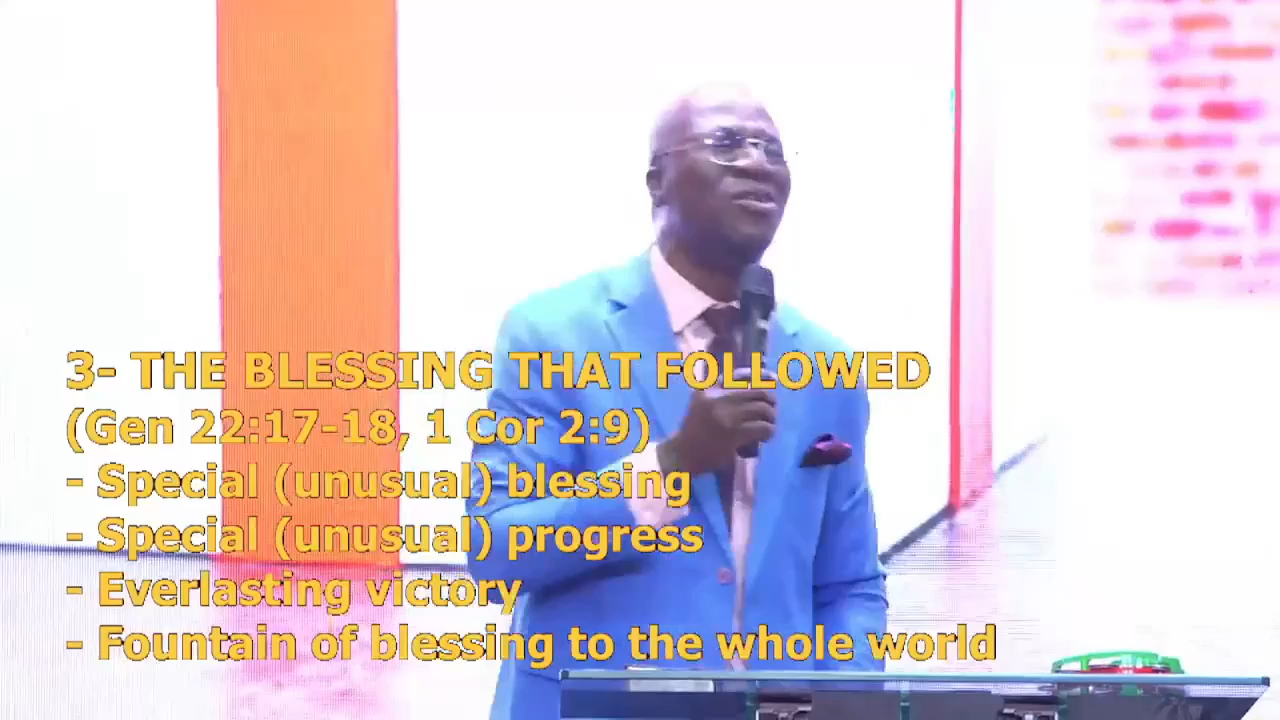 3- THE BLESSING THAT FOLLOWED
(Gen 22:17-18, 1 Cor 2:9)
- Special (unusual) blessing
- Special (unusual) progress
- Everlasting victory
- Fountain of blessing to the whole world